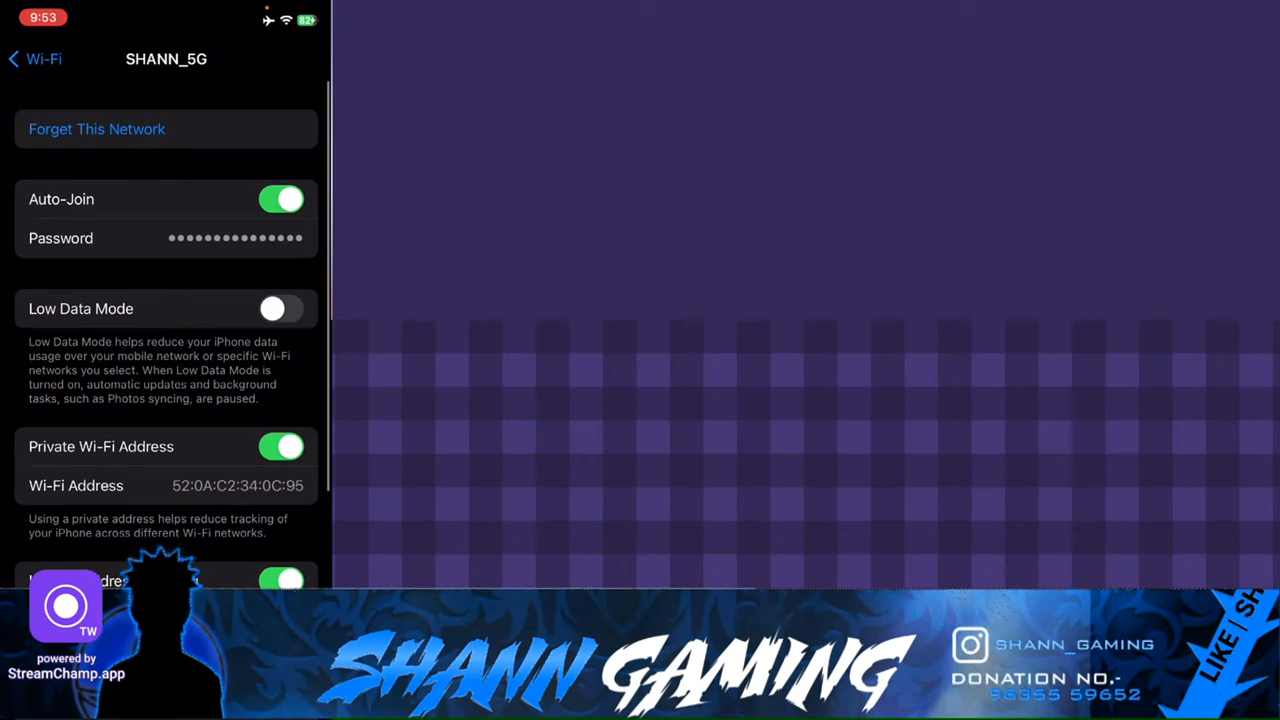 9:53
82
Wi-Fi
SHANN_5G
Forget This Network
Auto-Join
Password ●●●●●●●●●●●●●●●
Low Data Mode
Low Data Mode helps reduce your iPhone data
usage over your mobile network or specific Wi-Fi
networks you select. When Low Data Mode is
turned on, automatic updates and background
tasks, such as Photos syncing, are paused.
Private Wi-Fi Address
Wi-Fi Address 52:0A:C2:34:0C:95
Using a private address helps reduce tracking of
your iPhone across different Wi-Fi networks.
TW
powered by
StreamChamp.app
SHANN GAMING
SHANN_GAMING
DONATION NO.-
96355 59652
LIKE | SH